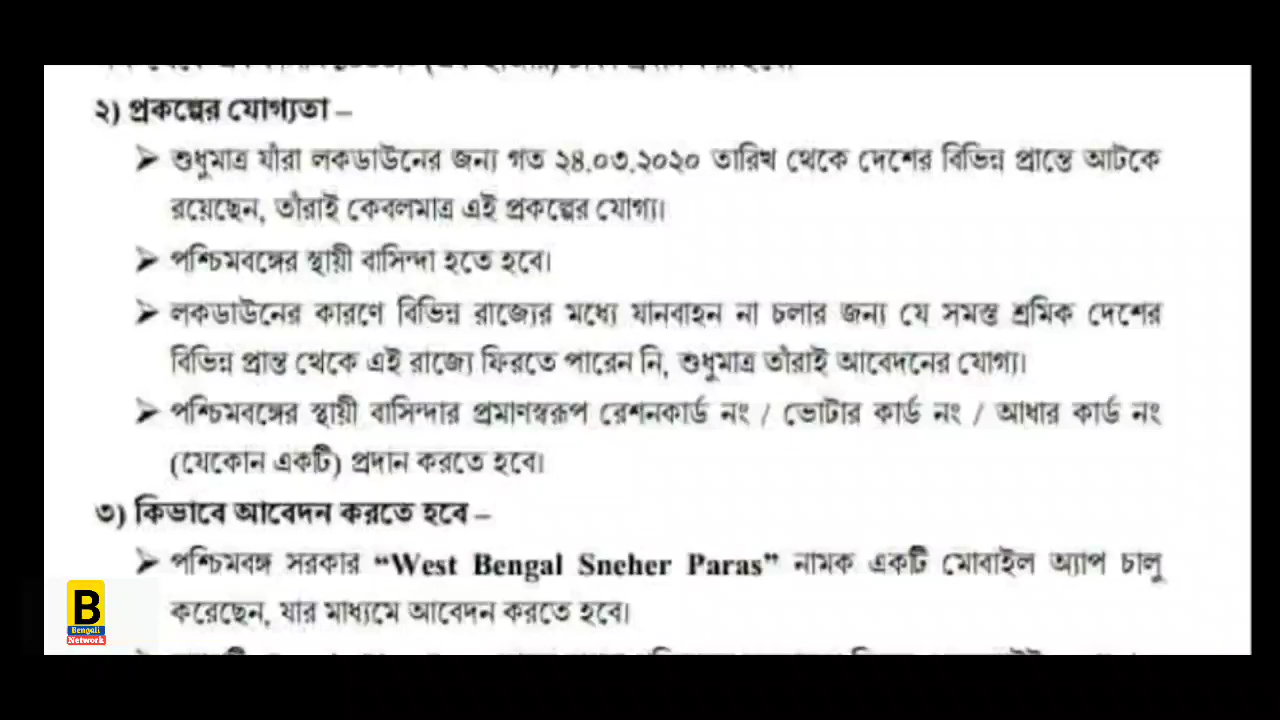 ২) প্রকল্পের যোগ্যতা –
➤ শুধুমাত্র যাঁরা লকডাউনের জন্য গত ২৪.০৩.২০২০ তারিখ থেকে দেশের বিভিন্ন প্রান্তে আটকে
রয়েছেন, তাঁরাই কেবলমাত্র এই প্রকল্পের যোগ্য।
➤ পশ্চিমবঙ্গের স্থায়ী বাসিন্দা হতে হবে।
➤ লকডাউনের কারণে বিভিন্ন রাজ্যের মধ্যে যানবাহন না চলার জন্য যে সমস্ত শ্রমিক দেশের
বিভিন্ন প্রান্ত থেকে এই রাজ্যে ফিরতে পারেন নি, শুধুমাত্র তাঁরাই আবেদনের যোগ্য।
➤ পশ্চিমবঙ্গের স্থায়ী বাসিন্দার প্রমাণস্বরূপ রেশনকার্ড নং / ভোটার কার্ড নং / আধার কার্ড নং
(যেকোন একটি) প্রদান করতে হবে।
৩) কিভাবে আবেদন করতে হবে –
➤ পশ্চিমবঙ্গ সরকার “West Bengal Sneher Paras” নামক একটি মোবাইল অ্যাপ চালু
করেছেন, যার মাধ্যমে আবেদন করতে হবে।
B
Bengali
Network